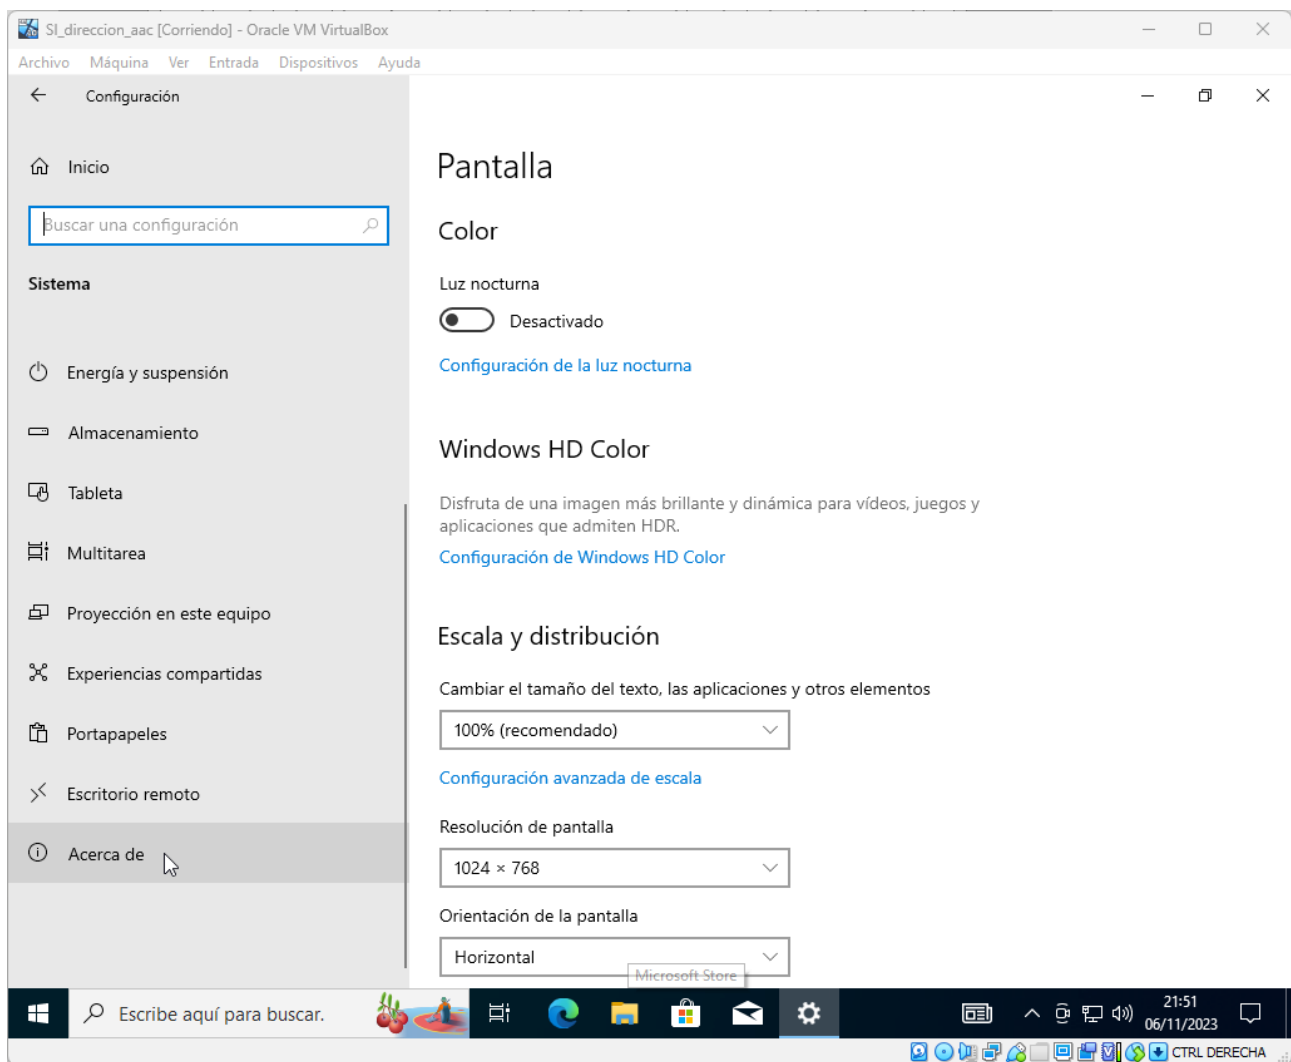 SI_direccion_aac [Corriendo] - Oracle VM VirtualBox
Archivo Máquina Ver Entrada Dispositivos Ayuda
Configuración
Inicio
Buscar una configuración
Sistema
Energía y suspensión
Almacenamiento
Tableta
Multitarea
Proyección en este equipo
Experiencias compartidas
Portapapeles
Escritorio remoto
Acerca de
Pantalla
Color
Luz nocturna
Desactivado
Configuración de la luz nocturna
Windows HD Color
Disfruta de una imagen más brillante y dinámica para vídeos, juegos y
aplicaciones que admiten HDR.
Configuración de Windows HD Color
Escala y distribución
Cambiar el tamaño del texto, las aplicaciones y otros elementos
100% (recomendado)
Configuración avanzada de escala
Resolución de pantalla
1024 × 768
Orientación de la pantalla
Horizontal
Microsoft Store
Escribe aquí para buscar.
21:51
06/11/2023
CTRL DERECHA